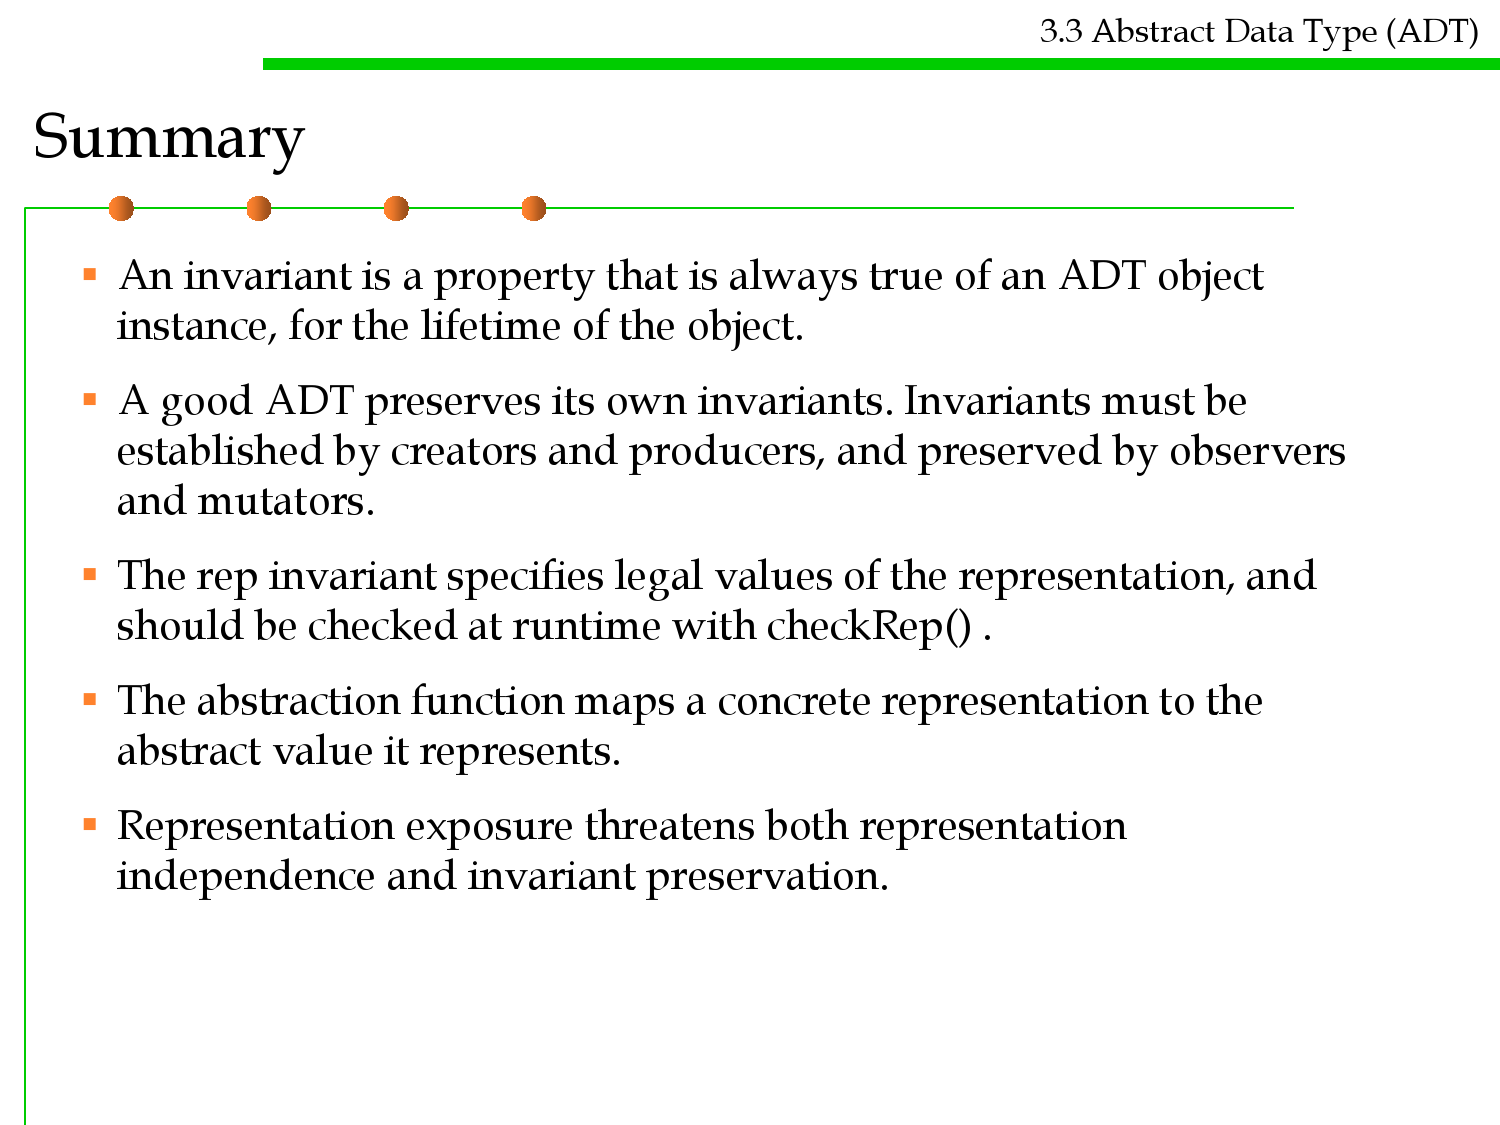 3.3 Abstract Data Type (ADT)
Summary
An invariant is a property that is always true of an ADT object
instance, for the lifetime of the object.
A good ADT preserves its own invariants. Invariants must be
established by creators and producers, and preserved by observers
and mutators.
The rep invariant specifies legal values of the representation, and
should be checked at runtime with checkRep() .
The abstraction function maps a concrete representation to the
abstract value it represents.
Representation exposure threatens both representation
independence and invariant preservation.